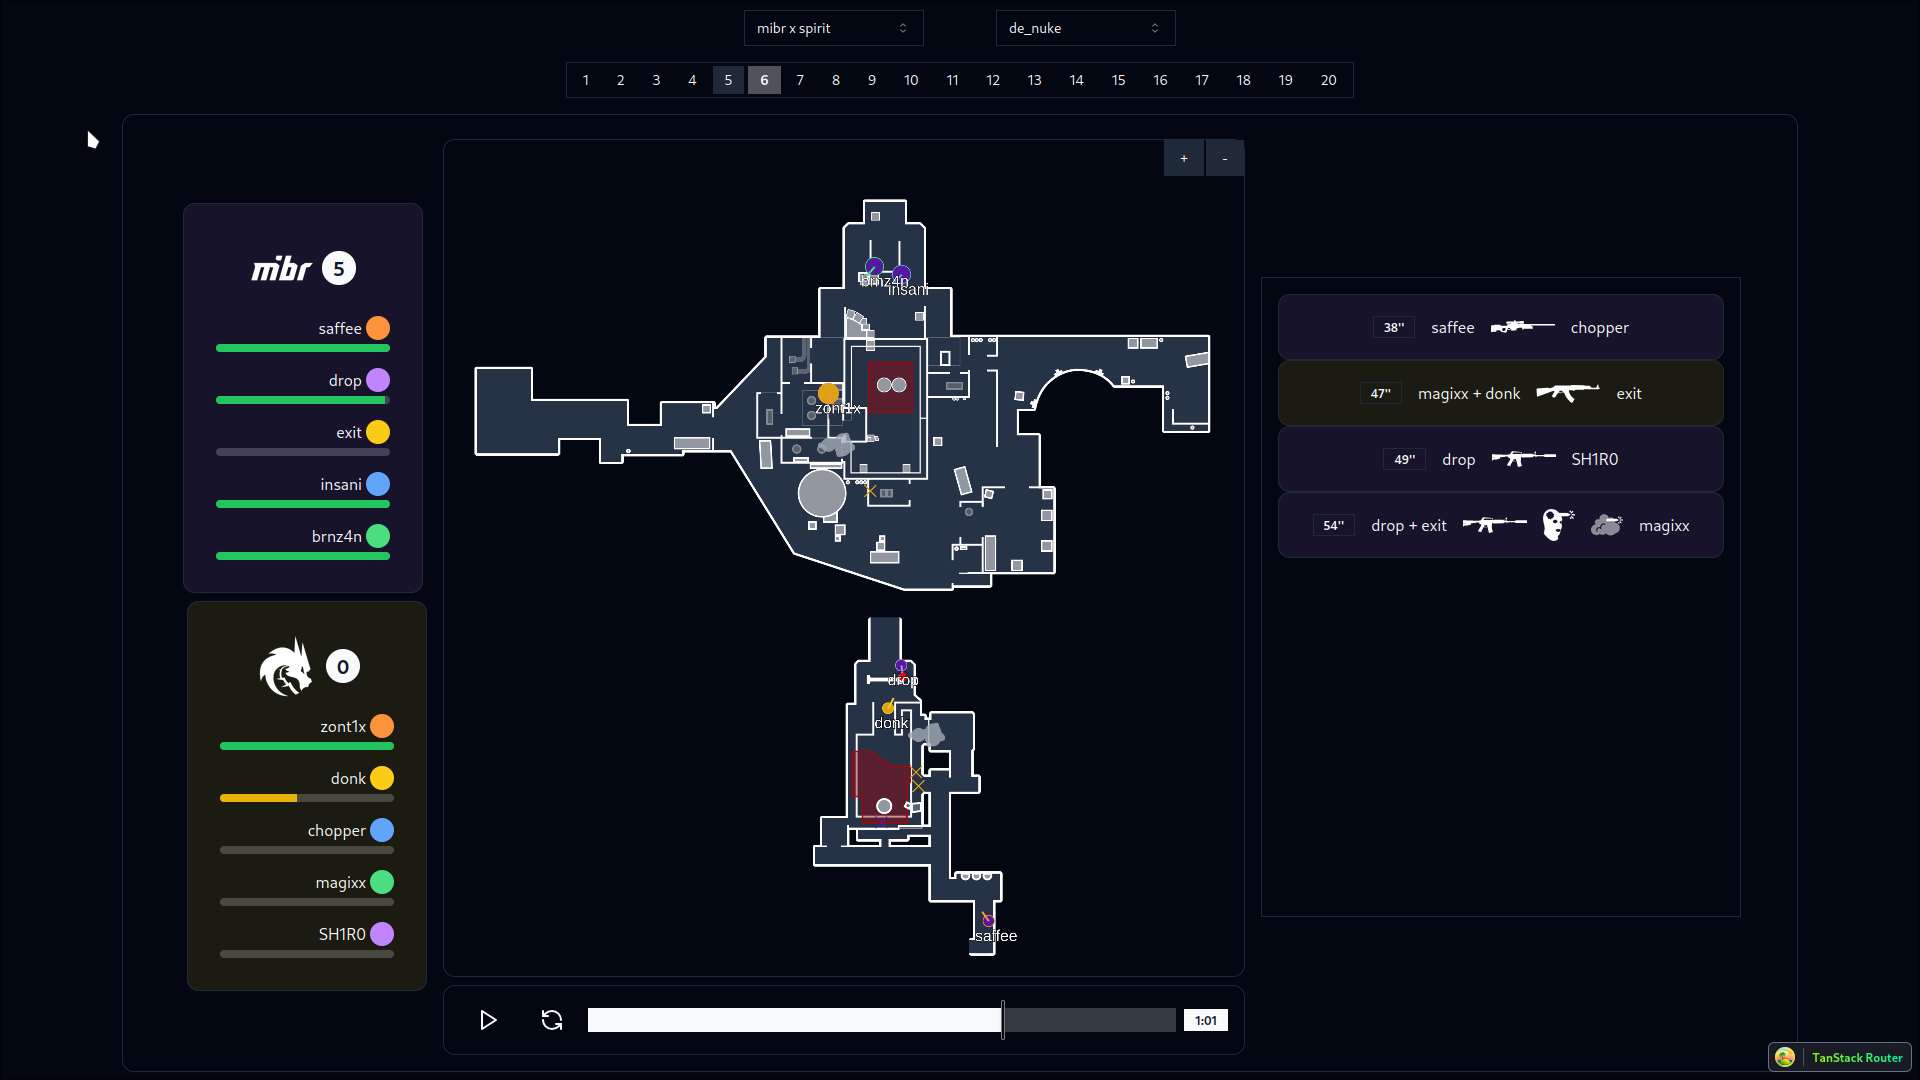 mibr x spirit
de_nuke
1 2 3 4 5 6 7 8 9 10 11 12 13 14 15 16 17 18 19 20
+ -
mibr 5
saffee
drop
exit
insani
brnz4n
0
zont1x
donk
chopper
magixx
SH1R0
brnz4n
insani
zont1x
drop
donk
saffee
38'' saffee chopper
47'' magixx + donk exit
49'' drop SH1R0
54'' drop + exit magixx
1:01
TanStack Router